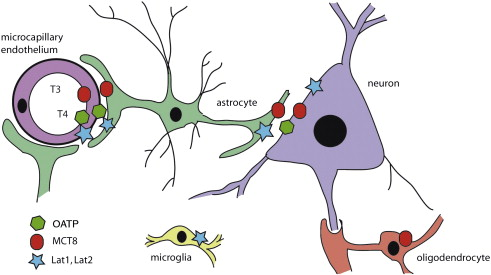 microcapillary
endothelium
T3
T4
astrocyte
neuron
OATP
MCT8
Lat1, Lat2
microglia
oligodendrocyte